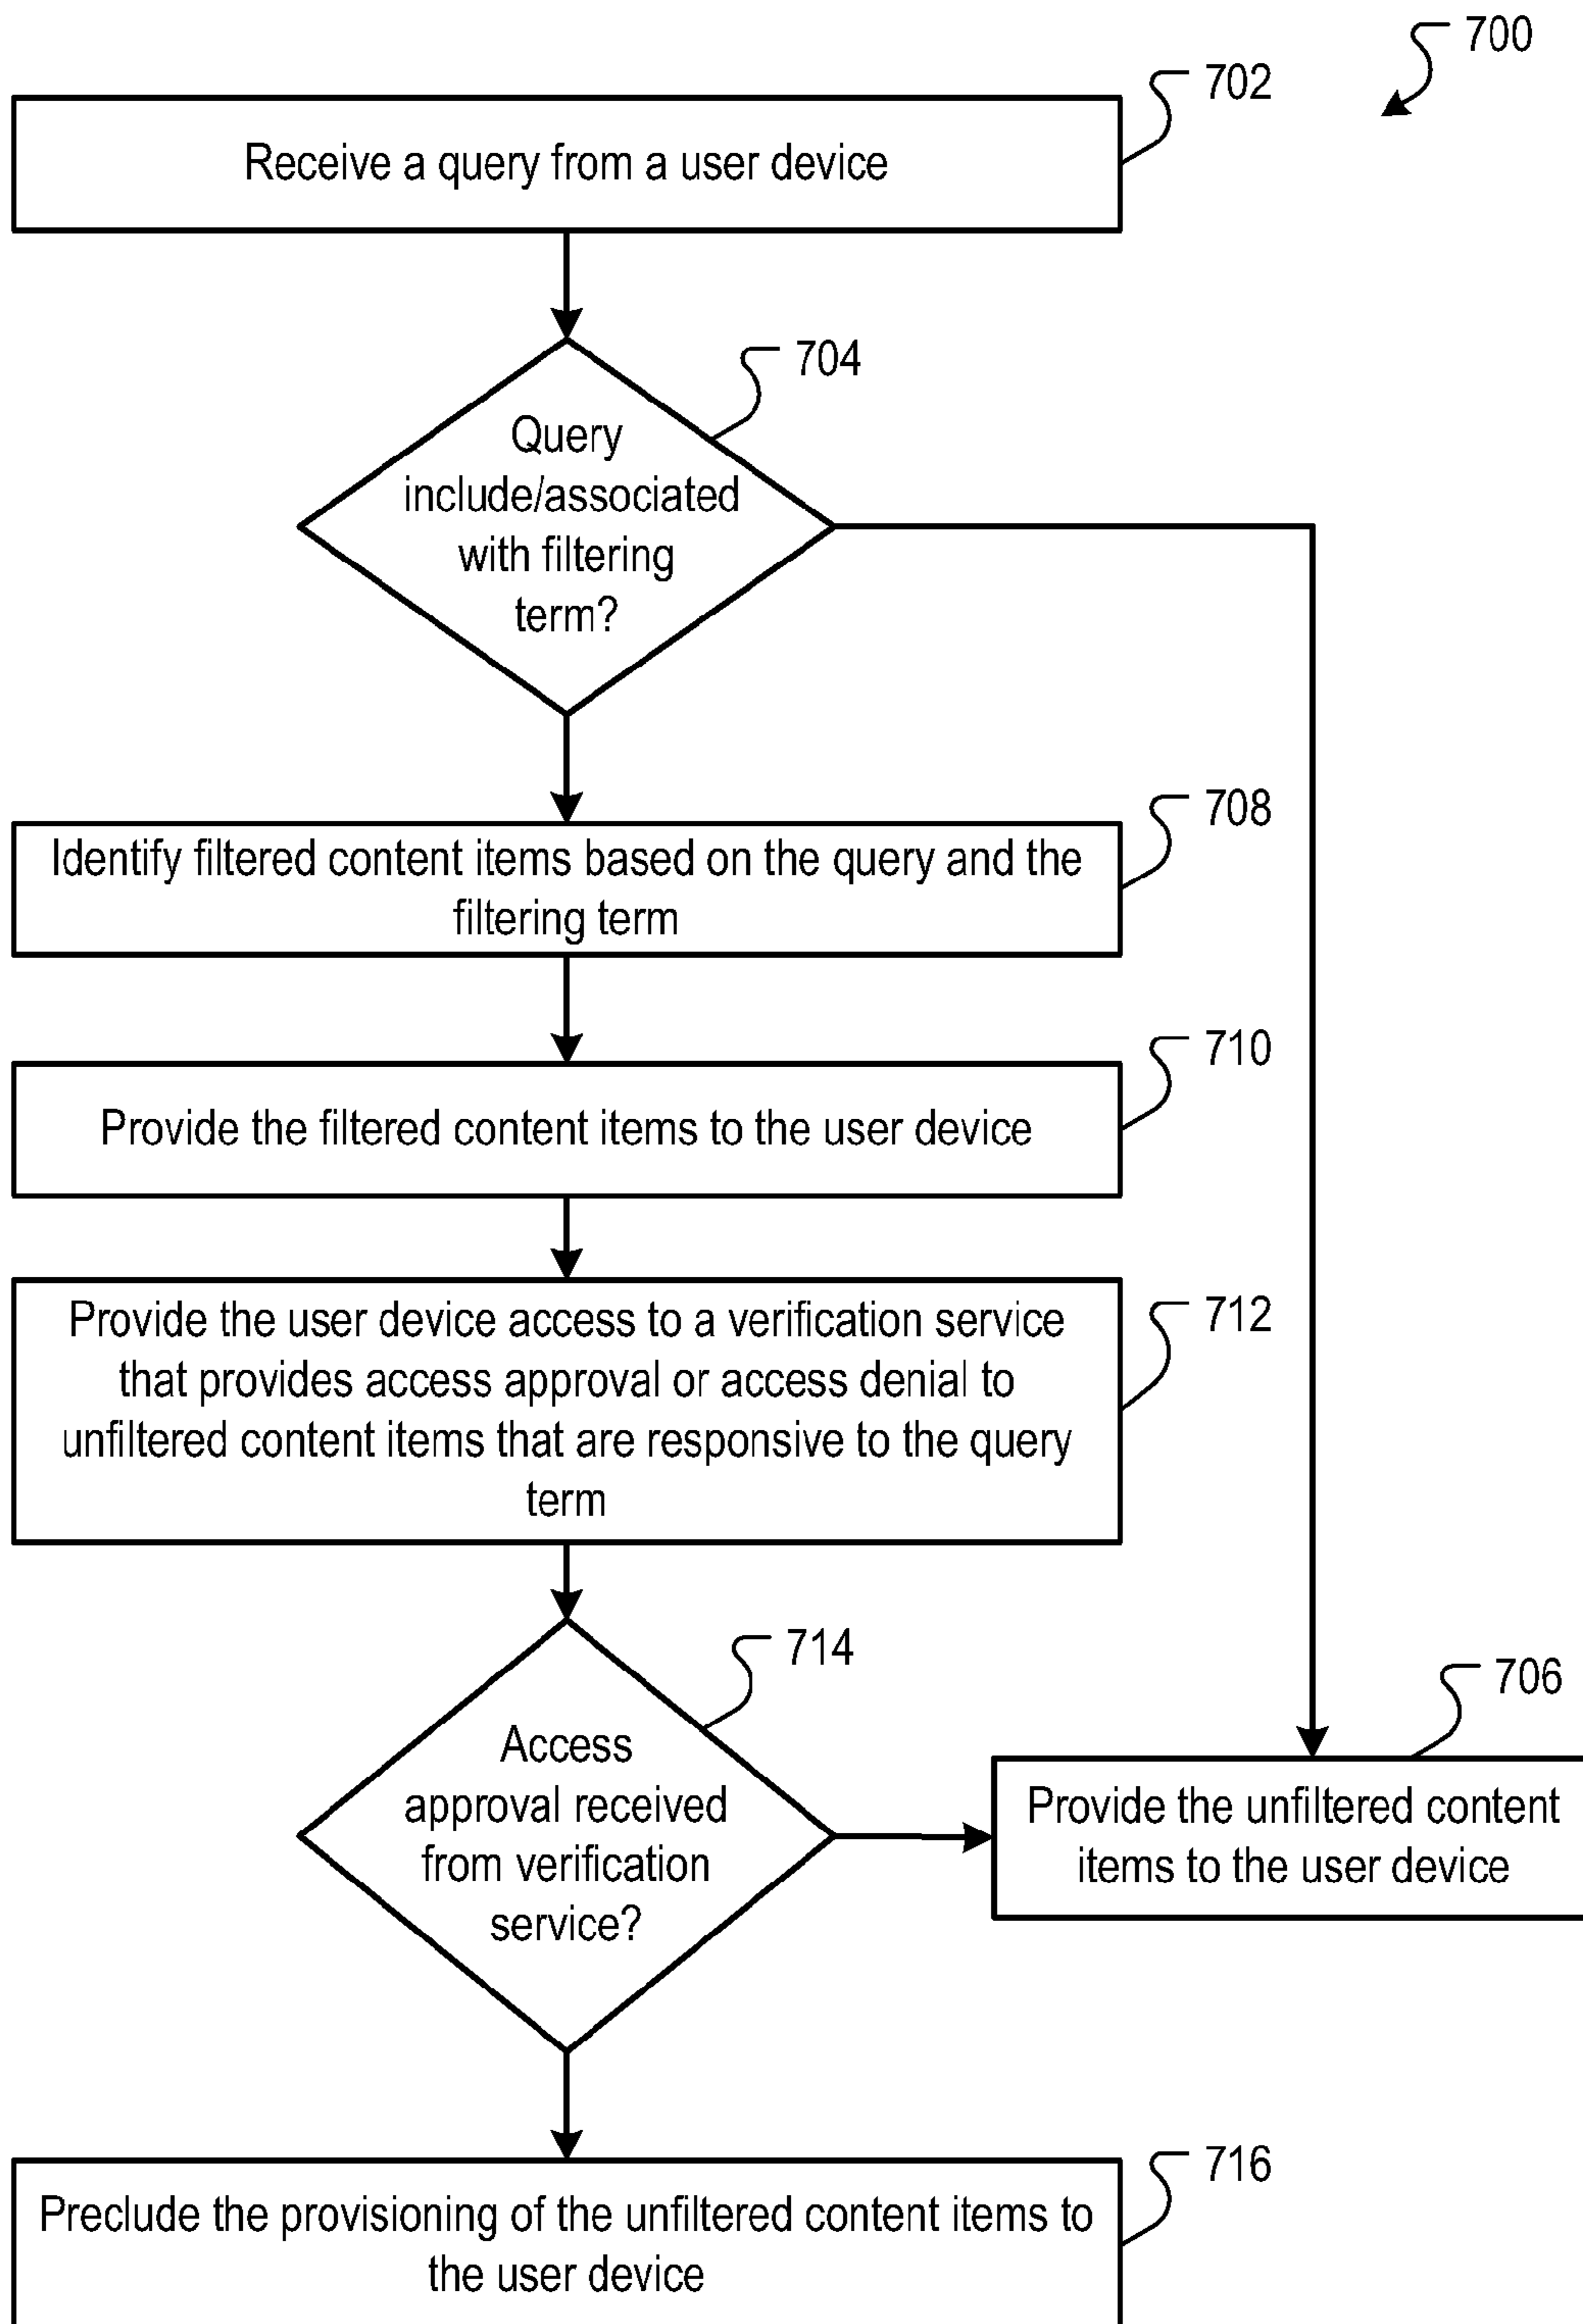 700
702
Receive a query from a user device
704
Query
include/associated
with filtering
term?
708
Identify filtered content items based on the query and the
filtering term
710
Provide the filtered content items to the user device
712
Provide the user device access to a verification service
that provides access approval or access denial to
unfiltered content items that are responsive to the query
term
714
Access
approval received
from verification
service?
706
Provide the unfiltered content
items to the user device
716
Preclude the provisioning of the unfiltered content items to
the user device